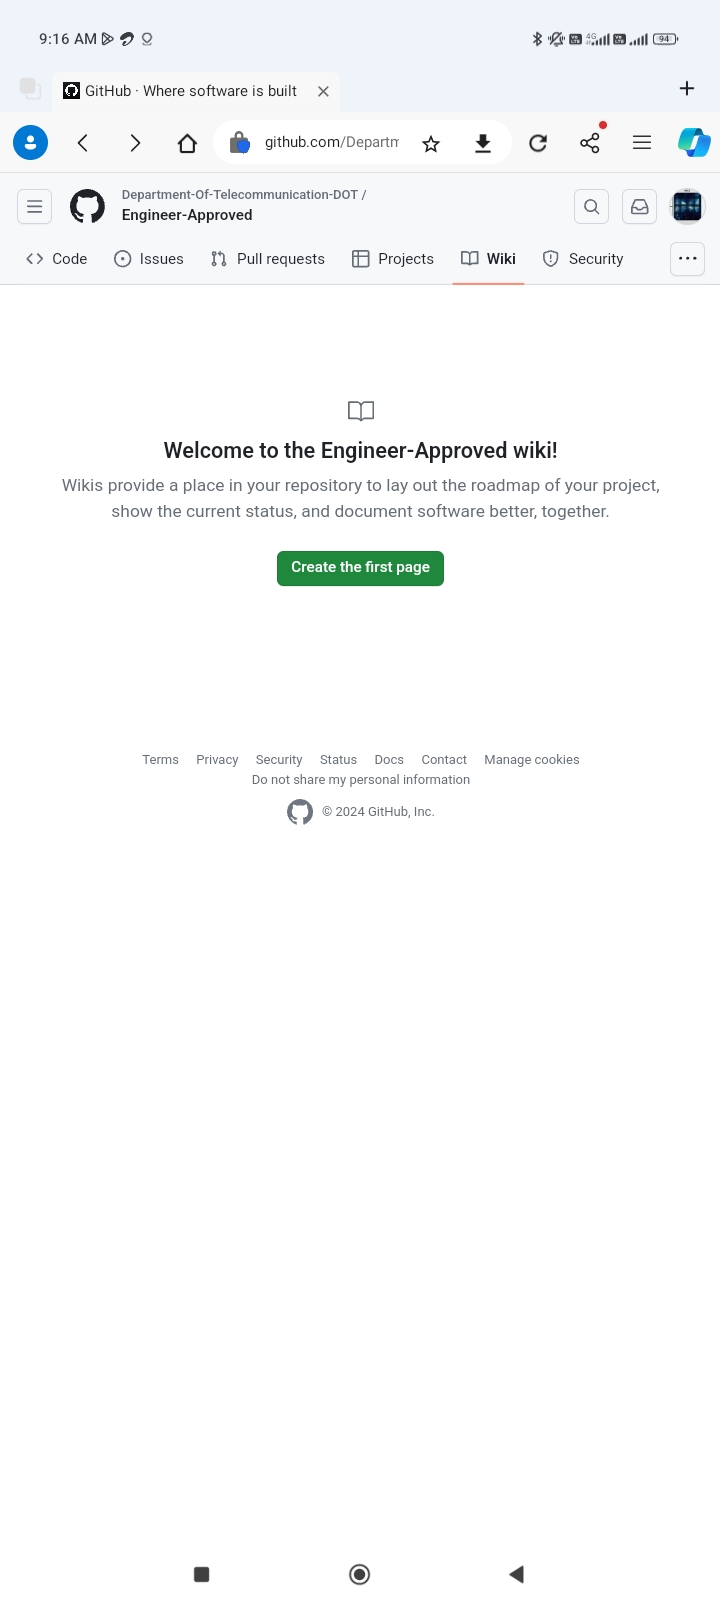 9:16 AM
4G
94
GitHub · Where software is built
github.com/Departm
Department-Of-Telecommunication-DOT /
Engineer-Approved
Code Issues Pull requests Projects Wiki Security
Welcome to the Engineer-Approved wiki!
Wikis provide a place in your repository to lay out the roadmap of your project,
show the current status, and document software better, together.
Create the first page
Terms Privacy Security Status Docs Contact Manage cookies
Do not share my personal information
© 2024 GitHub, Inc.